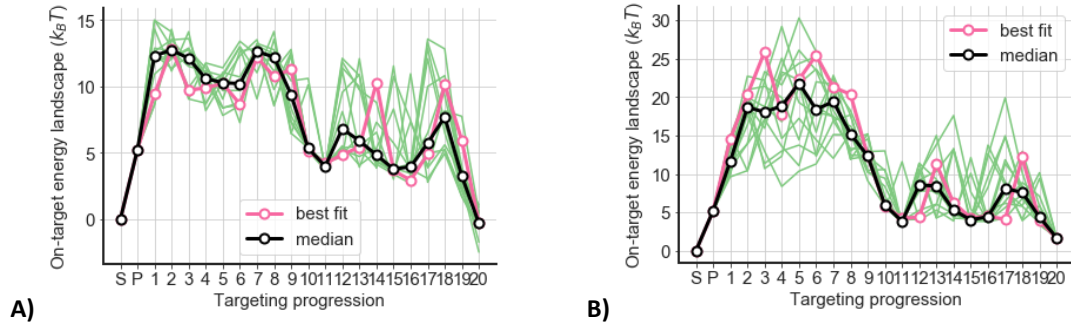 On-target energy landscape (k_BT)
15
10
5
0
best fit
median
S P 1 2 3 4 5 6 7 8 9 10 11 12 13 14 15 16 17 18 19 20
Targeting progression
A)
On-target energy landscape (k_BT)
30
25
20
15
10
5
0
best fit
median
S P 1 2 3 4 5 6 7 8 9 10 11 12 13 14 15 16 17 18 19 20
Targeting progression
B)